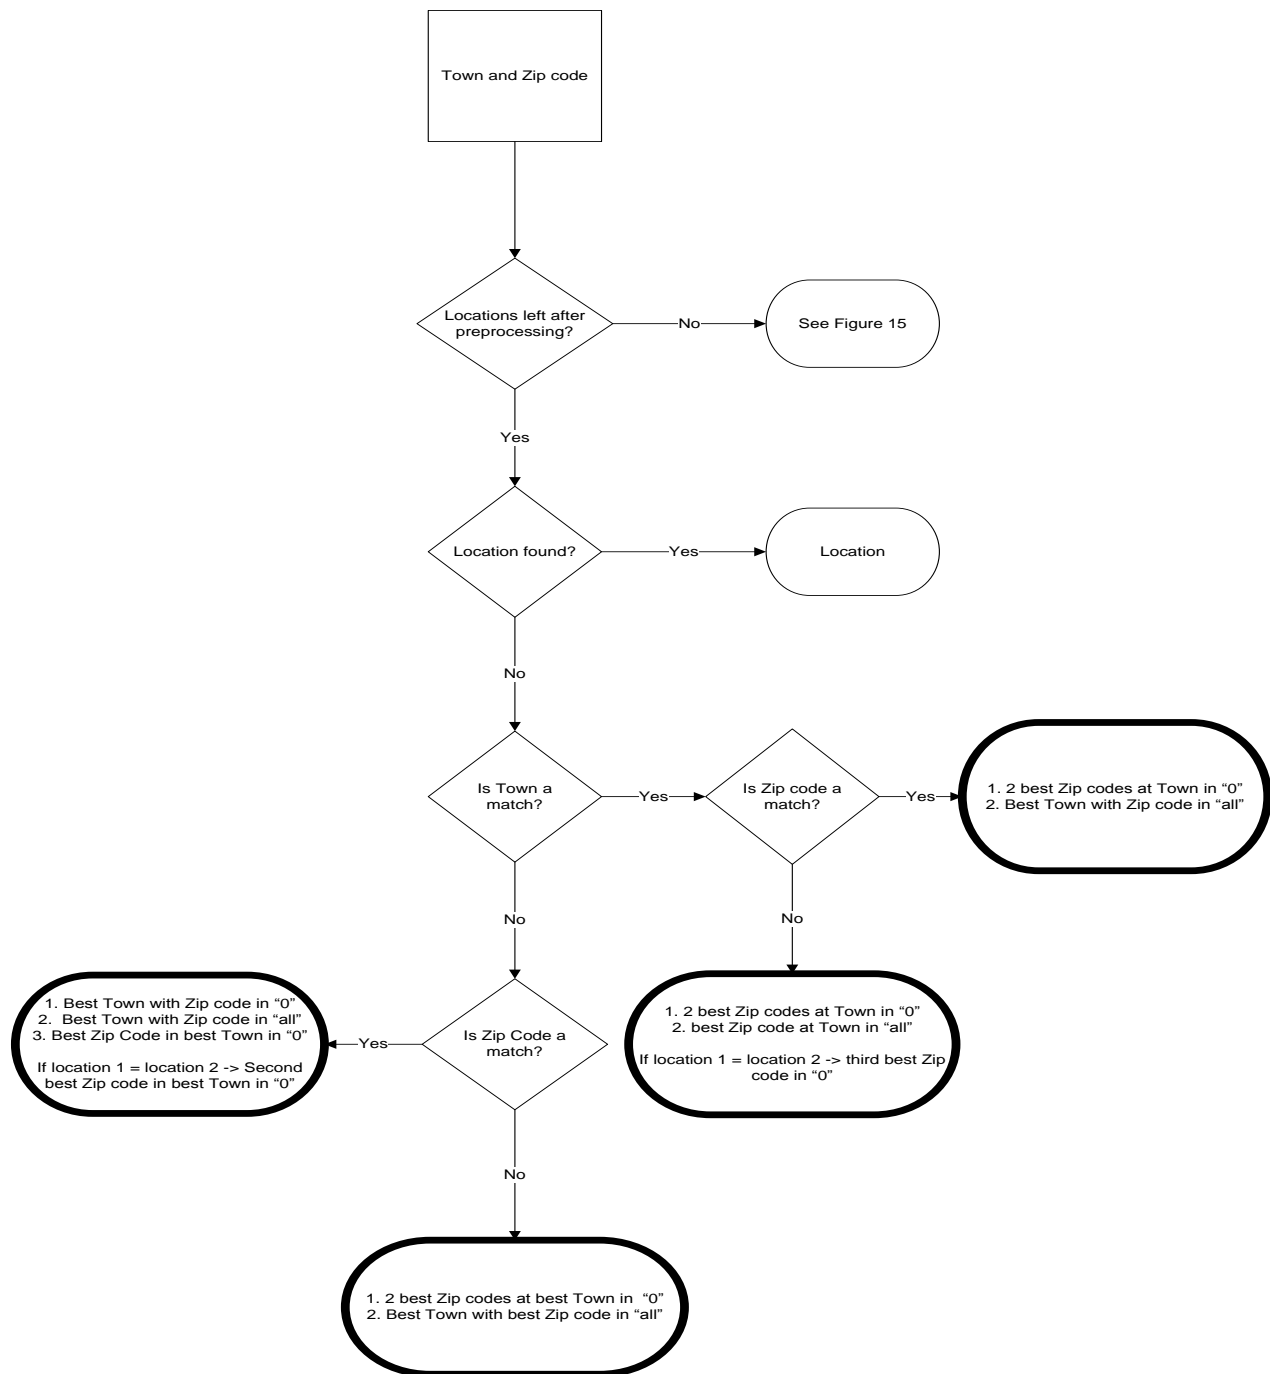 Town and Zip code
Locations left after
preprocessing?
No
See Figure 15
Yes
Location found?
Yes
Location
No
Is Town a
match?
Yes
Is Zip code a
match?
Yes
1. 2 best Zip codes at Town in “0”
2. Best Town with Zip code in “all”
No
No
1. Best Town with Zip code in “0”
2. Best Town with Zip code in “all”
3. Best Zip Code in best Town in “0”
If location 1 = location 2 -> Second
best Zip code in best Town in “0”
Yes
Is Zip Code a
match?
1. 2 best Zip codes at Town in “0”
2. best Zip code at Town in “all”
If location 1 = location 2 -> third best Zip
code in “0”
No
1. 2 best Zip codes at best Town in “0”
2. Best Town with best Zip code in “all”